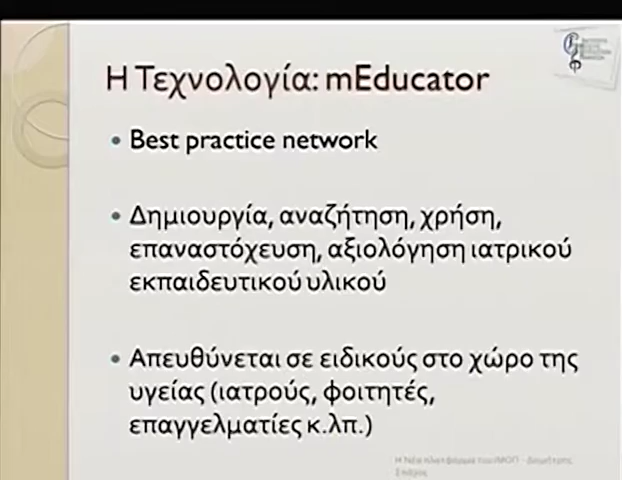 Η Τεχνολογία: mEducator
• Best practice network
• Δημιουργία, αναζήτηση, χρήση,
επαναστόχευση, αξιολόγηση ιατρικού
εκπαιδευτικού υλικού
• Απευθύνεται σε ειδικούς στο χώρο της
υγείας (ιατρούς, φοιτητές,
επαγγελματίες κ.λπ.)